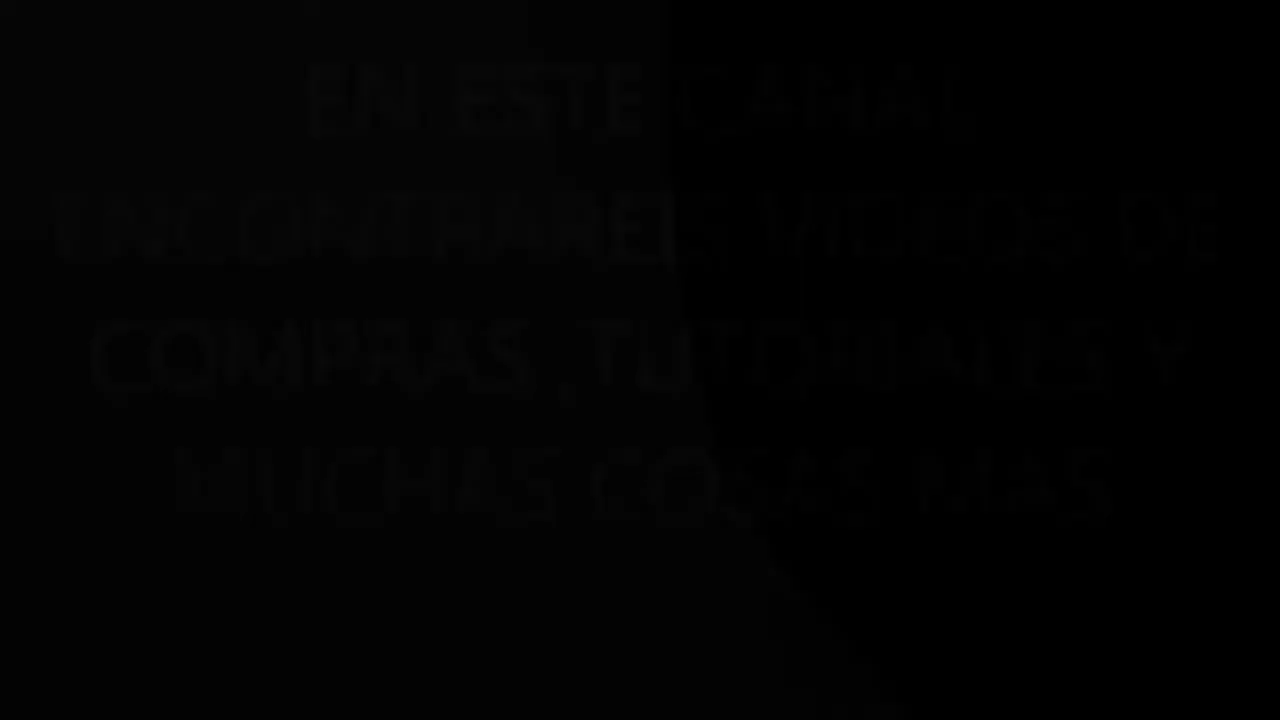 EN ESTE CANAL
ENCONTRAREIS VIDEOS DE
COMPRAS , TUTORIALES Y
MUCHAS COSAS MAS